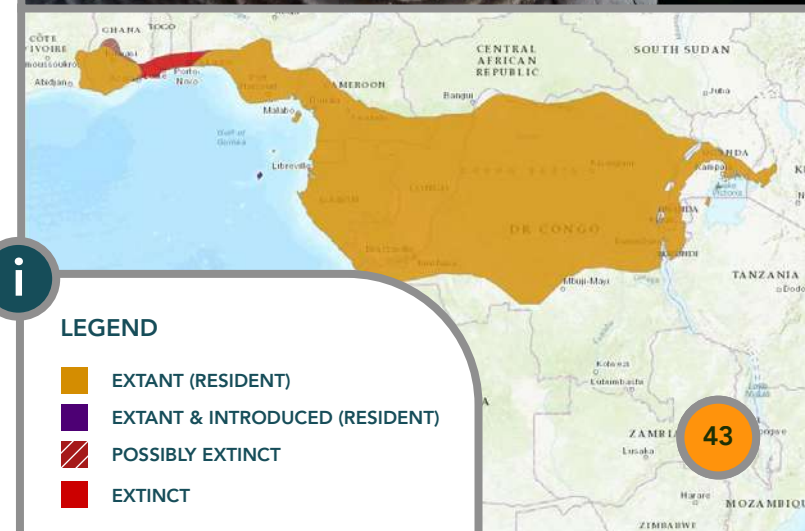 GHANA
TOGO
CÔTE
IVOIRE
Abidjan
Porto-
Novo
CENTRAL
AFRICAN
REPUBLIC
SOUTH SUDAN
Juba
CAMEROON
Bangui
Malabo
Gulf of
Guinea
Libreville
GABON
CONGO
DR CONGO
Kampala
Lake
Victoria
BURUNDI
TANZANIA
Mbuji-Mayi
Kolwezi
Lubumbashi
ZAMBI
Lusaka
Harare
MOZAMBIQU
ZIMBABWE
i
LEGEND
EXTANT (RESIDENT)
EXTANT & INTRODUCED (RESIDENT)
POSSIBLY EXTINCT
EXTINCT
43